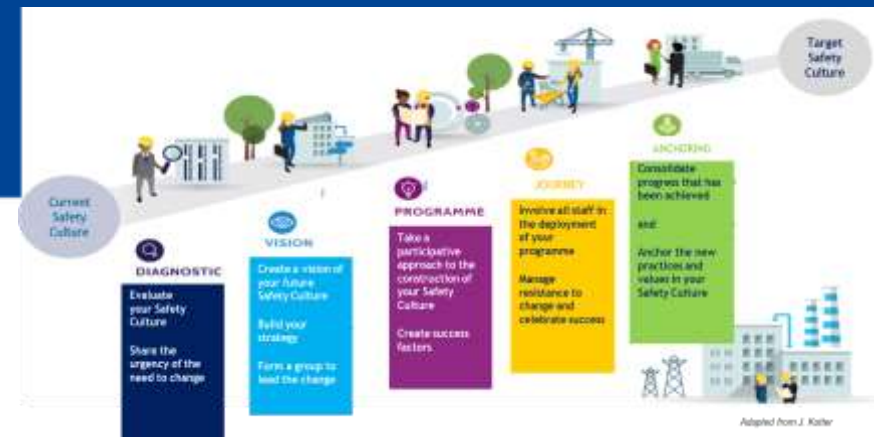 Target
Safety
Culture
Current
Safety
Culture
DIAGNOSTIC
Evaluate
your Safety
Culture
Share the
urgency of the
need to change
VISION
Create a vision of
your future
Safety Culture
Build your
strategy
Form a group to
lead the change
PROGRAMME
Take a
participative
approach to the
construction of
your Safety
Culture
Create success
factors
JOURNEY
Involve all staff in
the deployment
of your
programme
Manage
resistance to
change and
celebrate success
ANCHORING
Consolidate
progress that has
been achieved
and
Anchor the new
practices and
values in your
Safety Culture
Adapted from J. Kotter